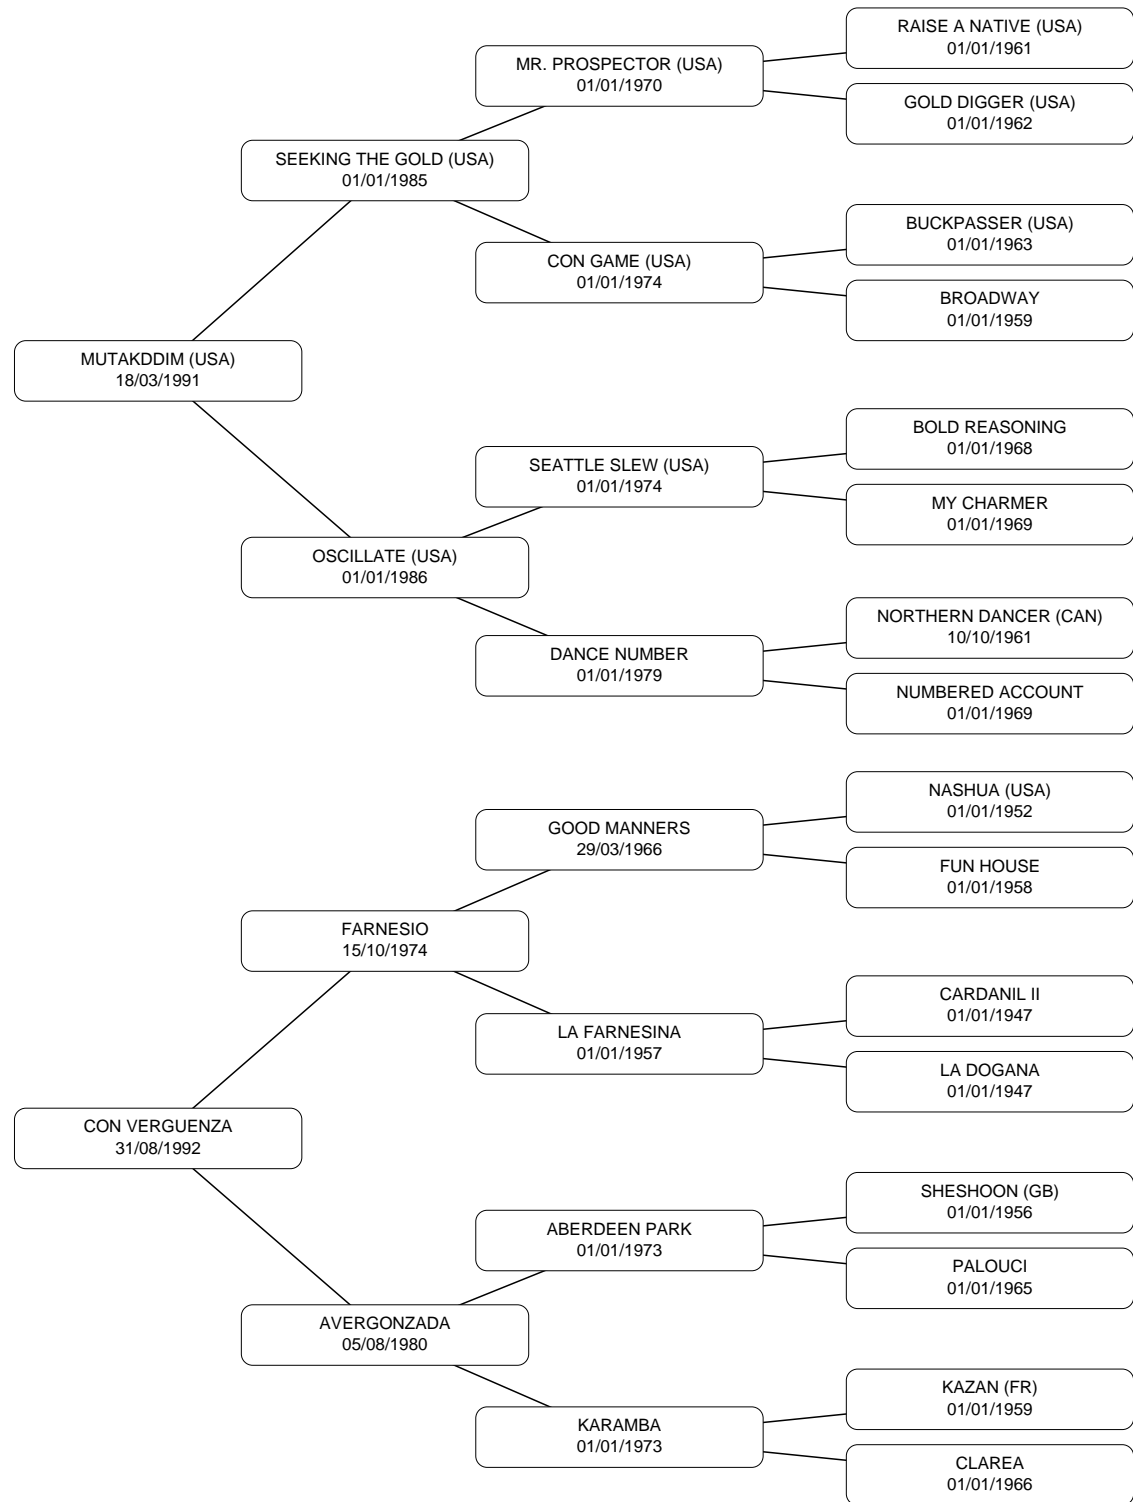 RAISE A NATIVE (USA)
01/01/1961
MR. PROSPECTOR (USA)
01/01/1970
GOLD DIGGER (USA)
01/01/1962
SEEKING THE GOLD (USA)
01/01/1985
BUCKPASSER (USA)
01/01/1963
CON GAME (USA)
01/01/1974
BROADWAY
01/01/1959
MUTAKDDIM (USA)
18/03/1991
BOLD REASONING
01/01/1968
SEATTLE SLEW (USA)
01/01/1974
MY CHARMER
01/01/1969
OSCILLATE (USA)
01/01/1986
NORTHERN DANCER (CAN)
10/10/1961
DANCE NUMBER
01/01/1979
NUMBERED ACCOUNT
01/01/1969
NASHUA (USA)
01/01/1952
GOOD MANNERS
29/03/1966
FUN HOUSE
01/01/1958
FARNESIO
15/10/1974
CARDANIL II
01/01/1947
LA FARNESINA
01/01/1957
LA DOGANA
01/01/1947
CON VERGUENZA
31/08/1992
SHESHOON (GB)
01/01/1956
ABERDEEN PARK
01/01/1973
PALOUCI
01/01/1965
AVERGONZADA
05/08/1980
KAZAN (FR)
01/01/1959
KARAMBA
01/01/1973
CLAREA
01/01/1966